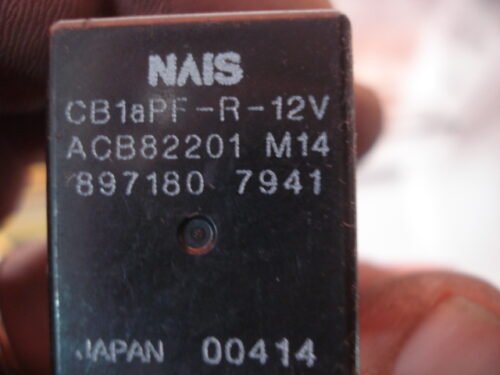 NAIS
CB1aPF-R-12V
ACB82201 M14
897180 7941
JAPAN 00414